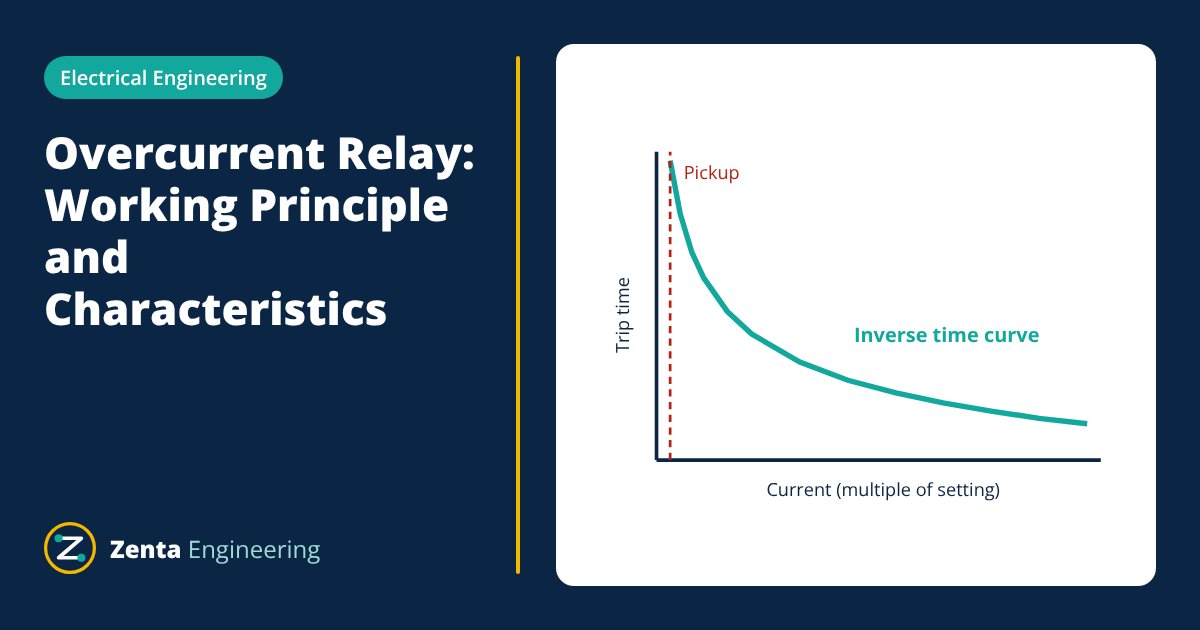 Electrical Engineering
Overcurrent Relay:
Working Principle
and
Characteristics
Zenta Engineering
Pickup
Trip time
Inverse time curve
Current (multiple of setting)